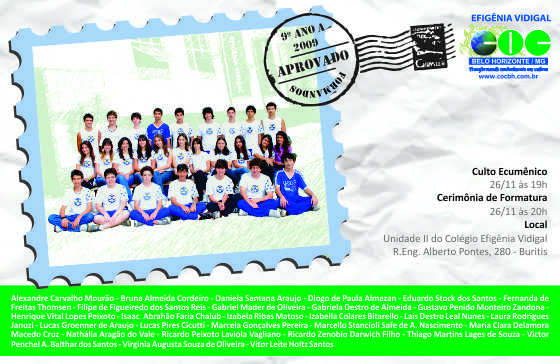 EFIGÊNIA VIDIGAL
COC
BELO HORIZONTE / MG
www.cocbh.com.br
9º ANO A
2009
APROVADO
FORMANDOS
Culto Ecumênico
26/11 às 19h
Cerimônia de Formatura
26/11 às 20h
Local
Unidade II do Colégio Efigênia Vidigal
R.Eng. Alberto Pontes, 280 - Buritis
Alexandre Carvalho Mourão - Bruna Almeida Cordeiro - Daniela Santana Araujo - Diogo de Paula Almazan - Eduardo Stock dos Santos - Fernanda de
Freitas Thomsen - Filipe de Figueiredo dos Santos Reis - Gabriel Mader de Oliveira - Gabriela Destro de Almeida - Gustavo Penido Monteiro Zandona -
Henrique Vital Lopes Peixoto - Isaac Abrahão Faria Chalub - Izabela Ribas Matoso - Izabella Colares Bitarello - Lais Destro Leal Nunes - Laura Rodrigues
Januzi - Lucas Groenner de Araujo - Lucas Pires Cicutti - Marcela Gonçalves Pereira - Marcello Stancioli Safe de A. Nascimento - Maria Clara Delamora
Macedo Cruz - Nathália Aragão do Vale - Ricardo Peixoto Laviola Vagliano - Ricardo Zenobio Darwich Filho - Thiago Martins Lages de Souza - Victor
Penchel A. Balthar dos Santos - Virgínia Augusta Souza de Oliveira - Vitor Leite Holtz Santos